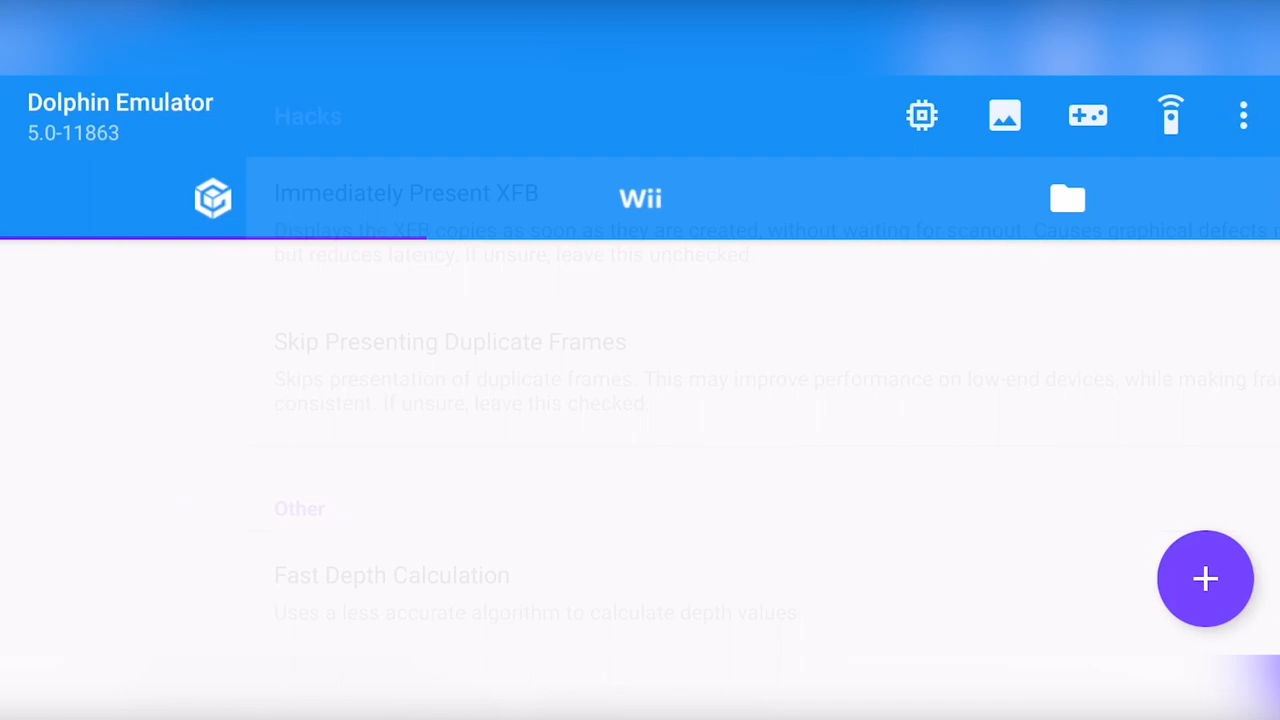 Dolphin Emulator
5.0-11863
Hacks
Immediately Present XFB
Wii
Displays the XFB copies as soon as they are created, without waiting for scanout. Causes graphical defects
but reduces latency. If unsure, leave this unchecked
Skip Presenting Duplicate Frames
Skips presentation of duplicate frames. This may improve performance on low-end devices, while making
consistent. If unsure, leave this checked.
Other
Fast Depth Calculation
Uses a less accurate algorithm to calculate depth values.